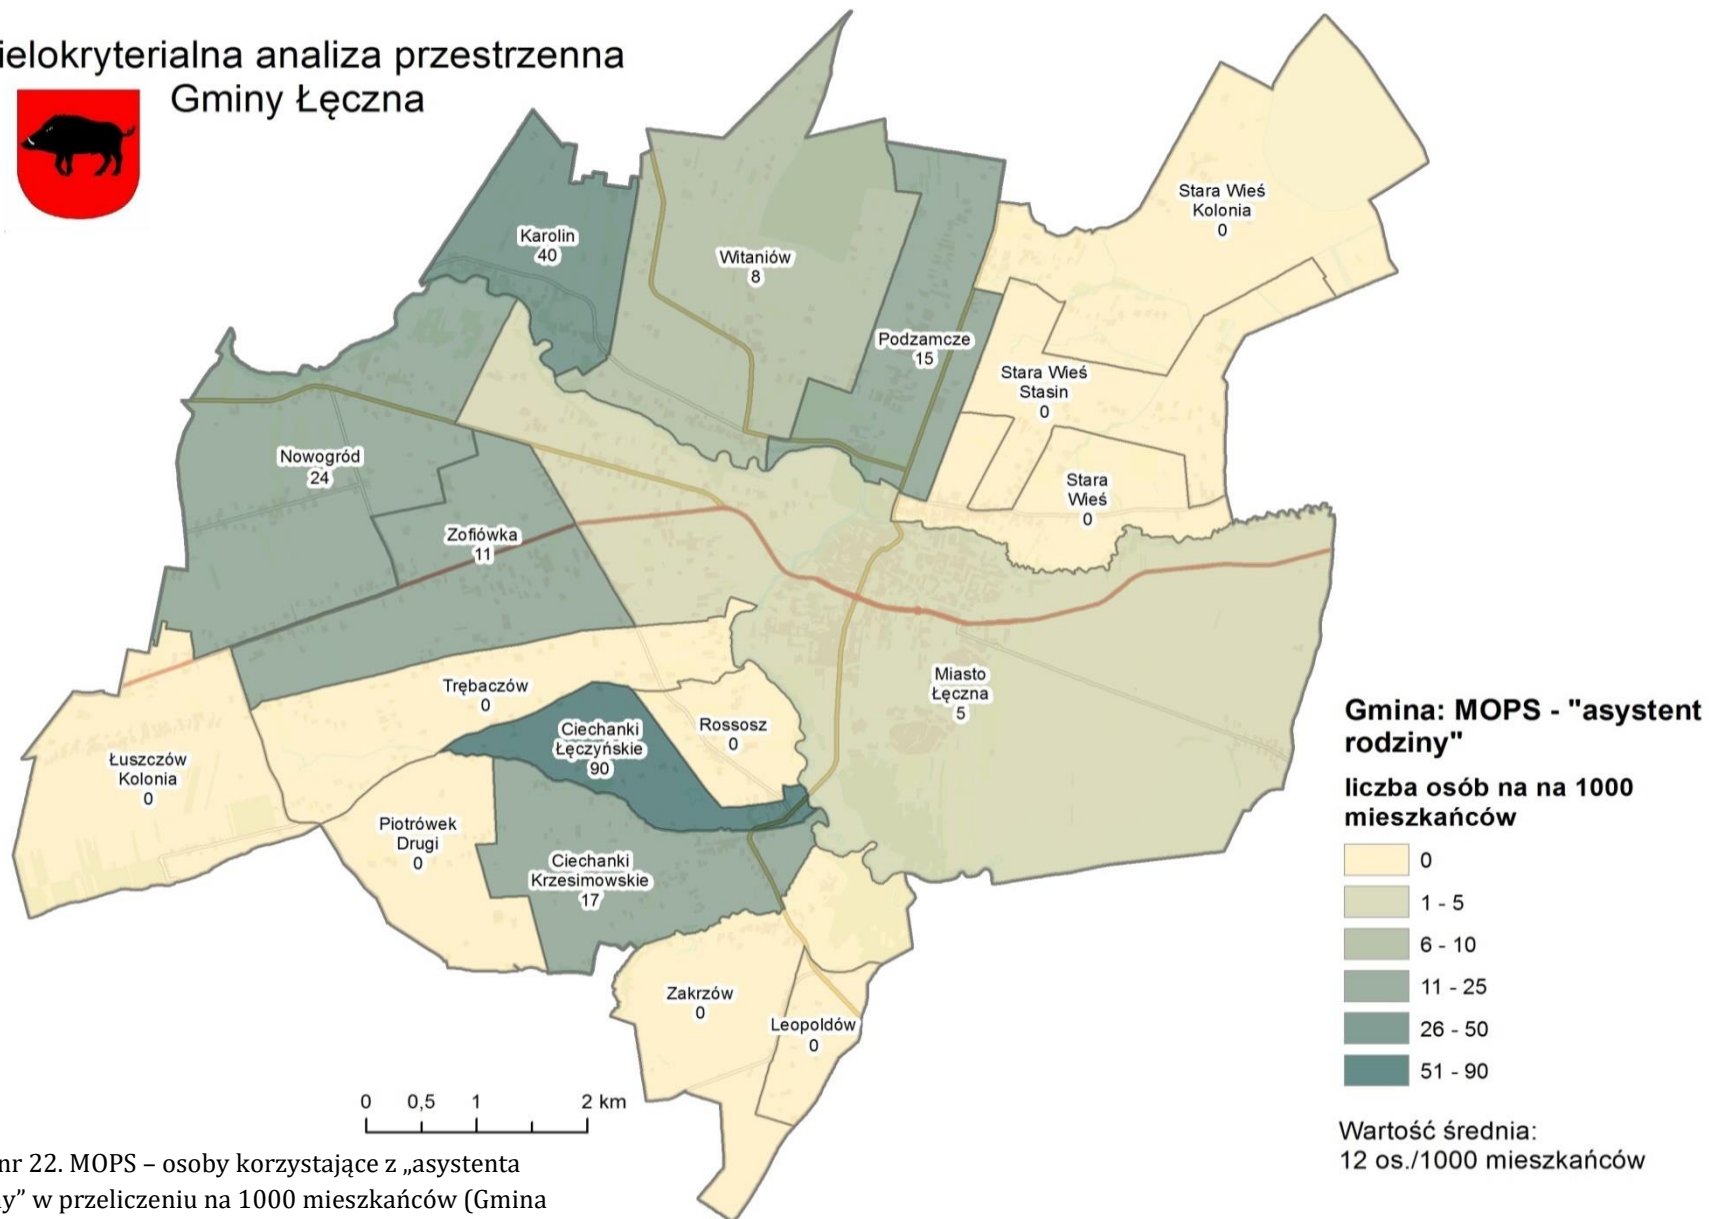 ielokryterialna analiza przestrzenna
Gminy Łęczna
Stara Wieś
Kolonia
0
Karolin
40
Witaniów
8
Podzamcze
15
Stara Wieś
Stasin
0
Nowogród
24
Stara
Wieś
0
Zofiówka
11
Trębaczów
0
Miasto
Łęczna
5
Ciechanki
Łęczyńskie
90
Rossosz
0
Łuszczów
Kolonia
0
Piotrówek
Drugi
0
Ciechanki
Krzesimowskie
17
Zakrzów
0
Leopoldów
0
Gmina: MOPS - "asystent
rodziny"
liczba osób na na 1000
mieszkańców
0
1 - 5
6 - 10
11 - 25
26 - 50
51 - 90
Wartość średnia:
12 os./1000 mieszkańców
0 0,5 1 2 km
nr 22. MOPS – osoby korzystające z „asystenta
ny” w przeliczeniu na 1000 mieszkańców (Gmina